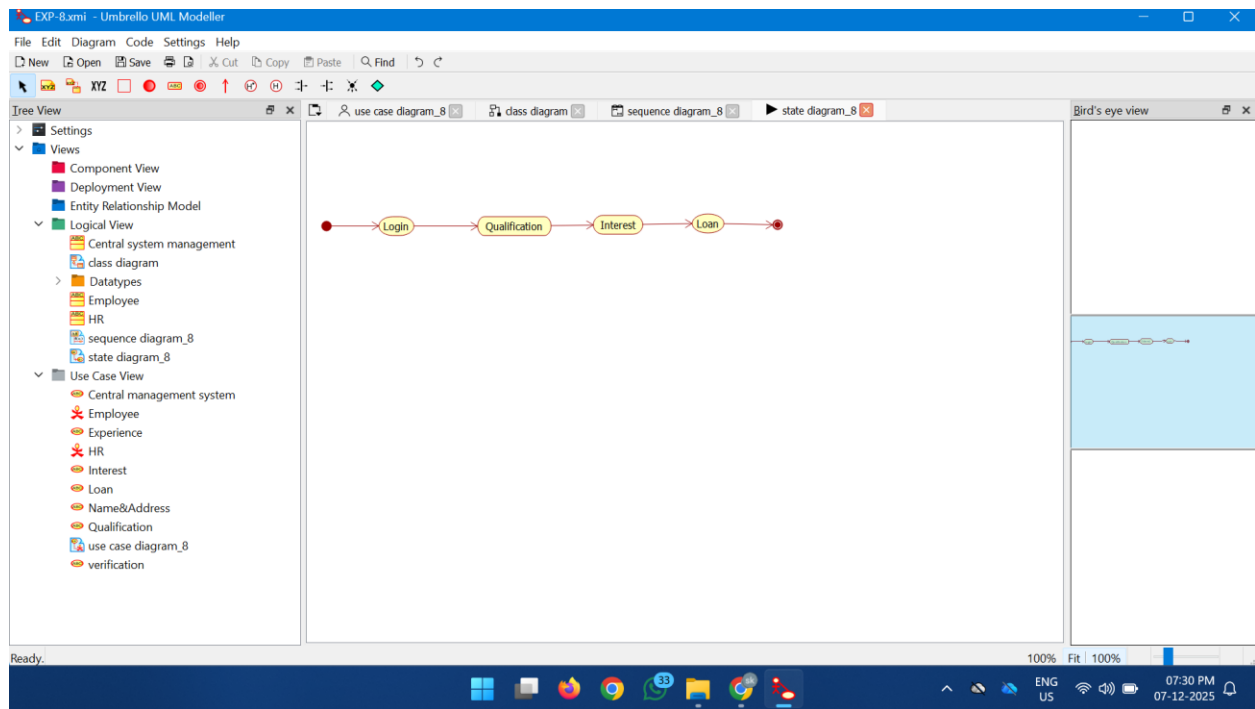 EXP-8.xmi - Umbrello UML Modeller
File Edit Diagram Code Settings Help
New Open Save Cut Copy Paste Find
XYZ XYZ ABC H* H
Tree View
use case diagram_8 class diagram sequence diagram_8 state diagram_8
Bird's eye view
Settings
Views
Component View
Deployment View
Entity Relationship Model
Logical View
Central system management
class diagram
Datatypes
Employee
HR
sequence diagram_8
state diagram_8
Use Case View
Central management system
Employee
Experience
HR
Interest
Loan
Name&Address
Qualification
use case diagram_8
verification
Login Qualification Interest Loan
Ready.
100% Fit 100%
33
ENG
US
07:30 PM
07-12-2025